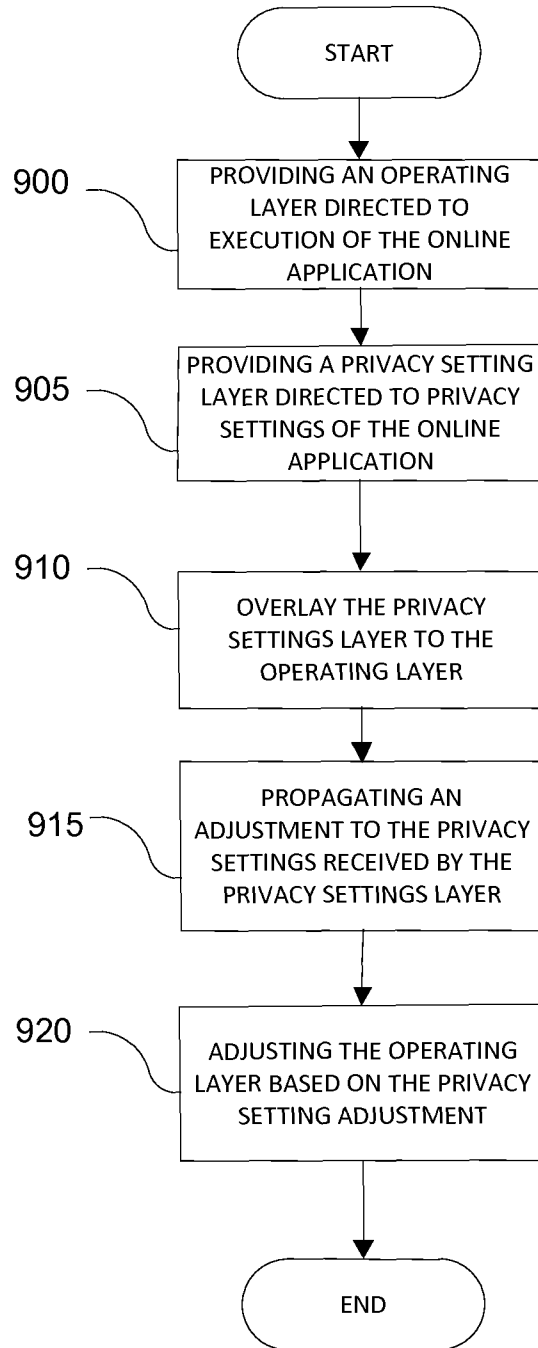 START
900
PROVIDING AN OPERATING
LAYER DIRECTED TO
EXECUTION OF THE ONLINE
APPLICATION
905
PROVIDING A PRIVACY SETTING
LAYER DIRECTED TO PRIVACY
SETTINGS OF THE ONLINE
APPLICATION
910
OVERLAY THE PRIVACY
SETTINGS LAYER TO THE
OPERATING LAYER
915
PROPAGATING AN
ADJUSTMENT TO THE PRIVACY
SETTINGS RECEIVED BY THE
PRIVACY SETTINGS LAYER
920
ADJUSTING THE OPERATING
LAYER BASED ON THE PRIVACY
SETTING ADJUSTMENT
END